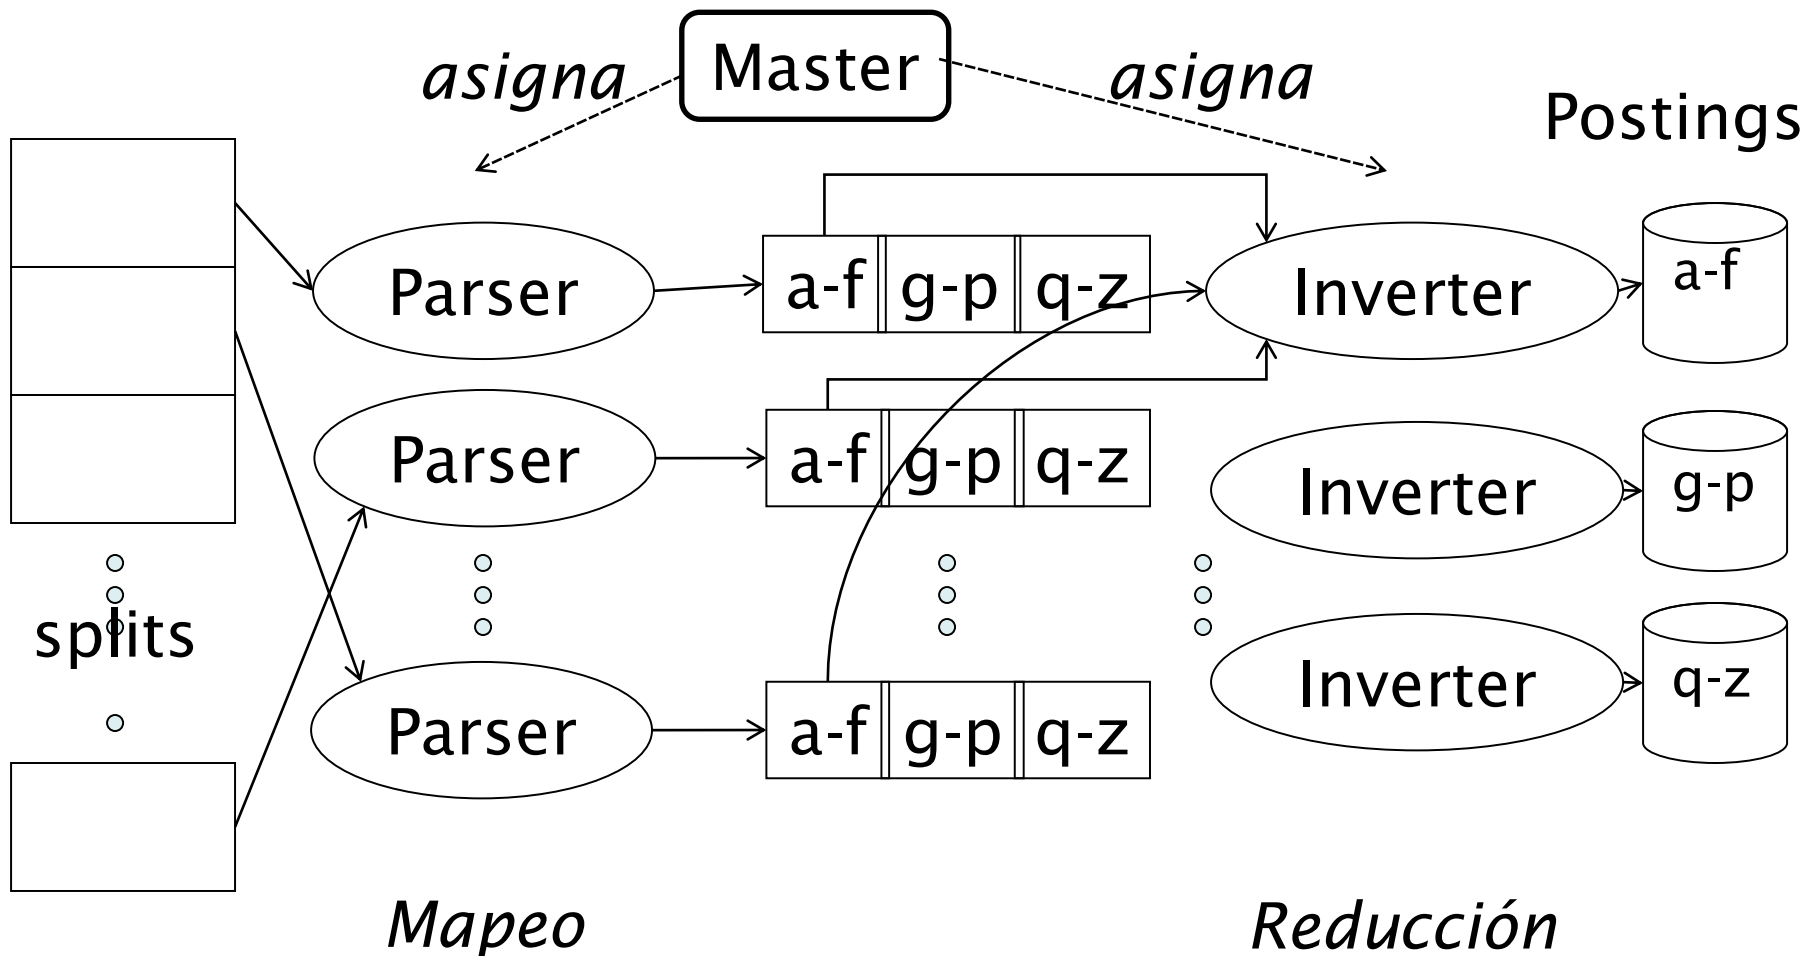 Master
asigna
asigna
Postings
Parser
a-f g-p q-z
Inverter
a-f
Parser
a-f g-p q-z
Inverter
g-p
splits
Parser
a-f g-p q-z
Inverter
q-z
Mapeo
Reducción